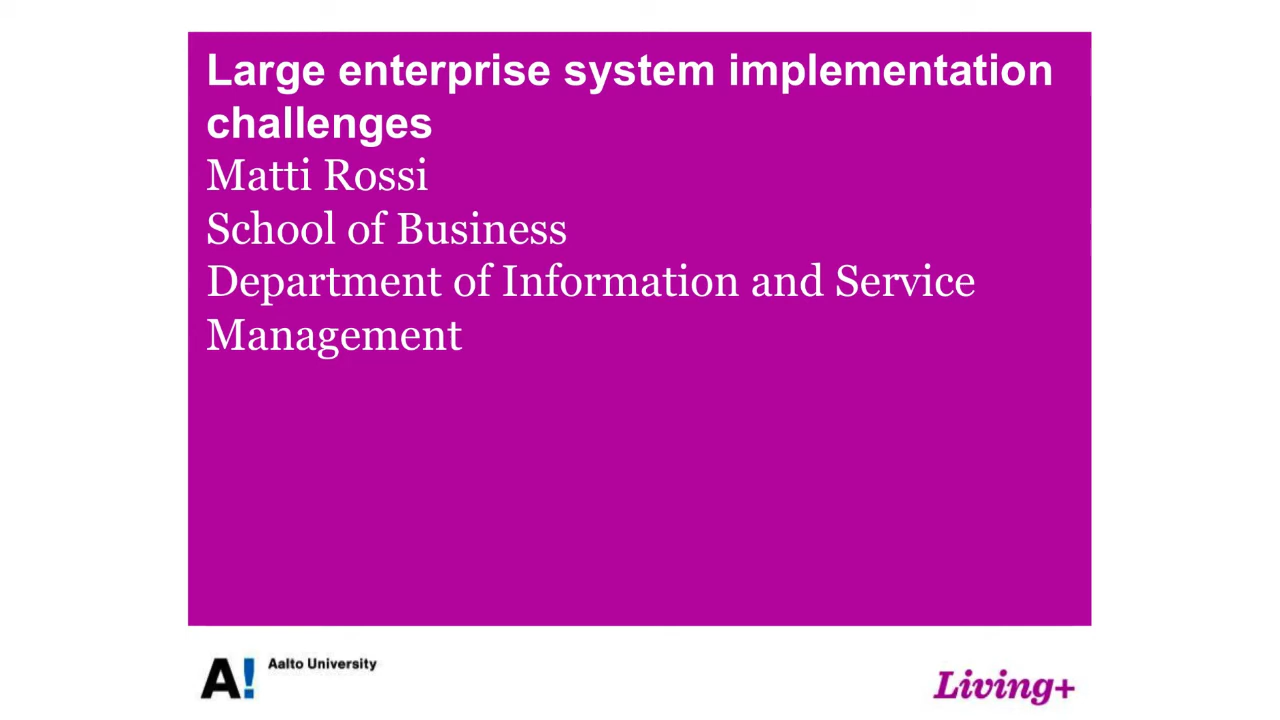 Large enterprise system implementation
challenges
Matti Rossi
School of Business
Department of Information and Service
Management
A! Aalto University
Living+